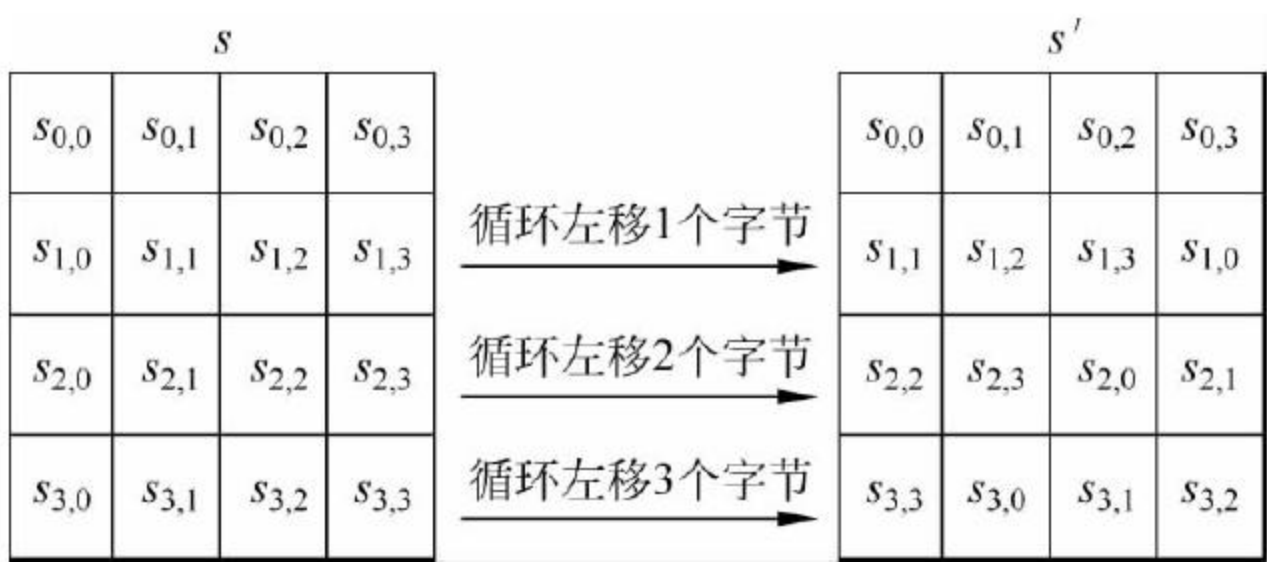 s s′
s0,0 s0,1 s0,2 s0,3 s0,0 s0,1 s0,2 s0,3
s1,0 s1,1 s1,2 s1,3 循环左移1个字节 s1,1 s1,2 s1,3 s1,0
s2,0 s2,1 s2,2 s2,3 循环左移2个字节 s2,2 s2,3 s2,0 s2,1
s3,0 s3,1 s3,2 s3,3 循环左移3个字节 s3,3 s3,0 s3,1 s3,2